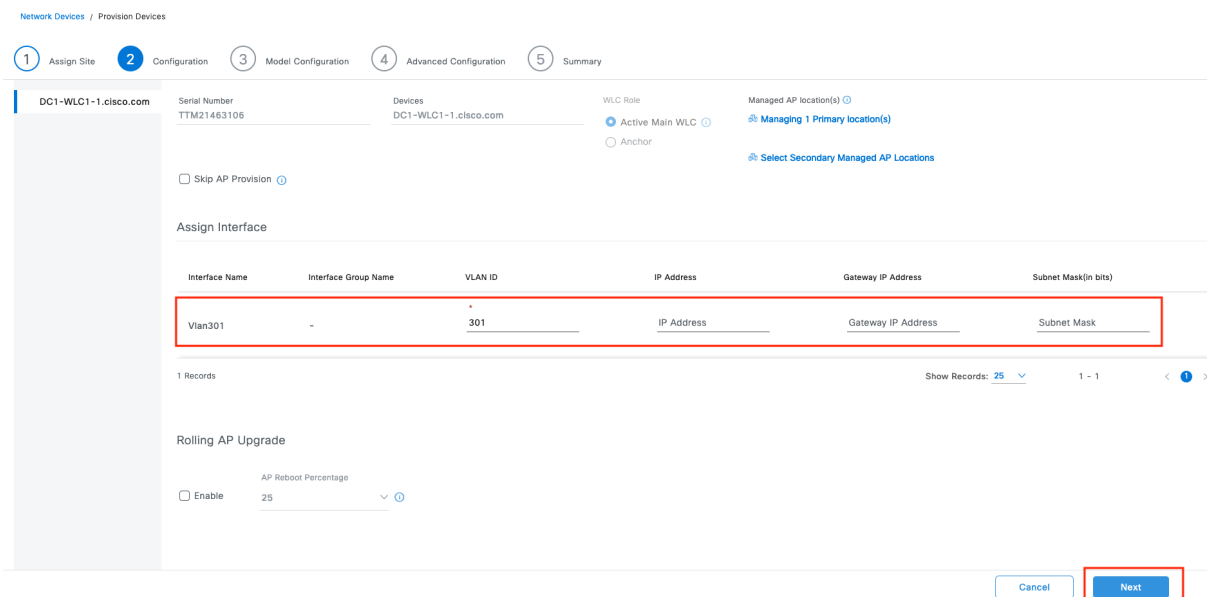 Network Devices / Provision Devices
1 Assign Site 2 Configuration 3 Model Configuration 4 Advanced Configuration 5 Summary
DC1-WLC1-1.cisco.com
Serial Number Devices WLC Role Managed AP location(s)
TTM21463106 DC1-WLC1-1.cisco.com Active Main WLC Managing 1 Primary location(s)
Anchor
Select Secondary Managed AP Locations
Skip AP Provision
Assign Interface
Interface Name Interface Group Name VLAN ID IP Address Gateway IP Address Subnet Mask(in bits)
*
Vlan301 - 301 IP Address Gateway IP Address Subnet Mask
1 Records Show Records: 25 1 - 1 < 1 >
Rolling AP Upgrade
AP Reboot Percentage
Enable 25
Cancel Next